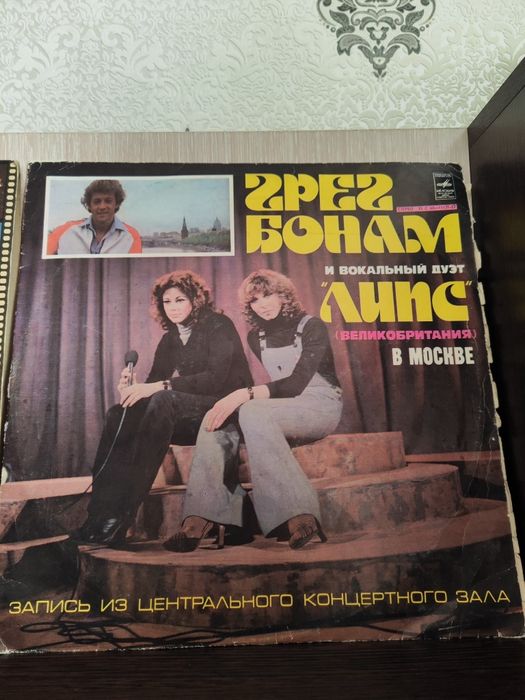 ГРЕГ
БОНАМ
И ВОКАЛЬНЫЙ ДУЭТ
"ЛИПС"
(ВЕЛИКОБРИТАНИЯ)
В МОСКВЕ
ЗАПИСЬ ИЗ ЦЕНТРАЛЬНОГО КОНЦЕРТНОГО ЗАЛА